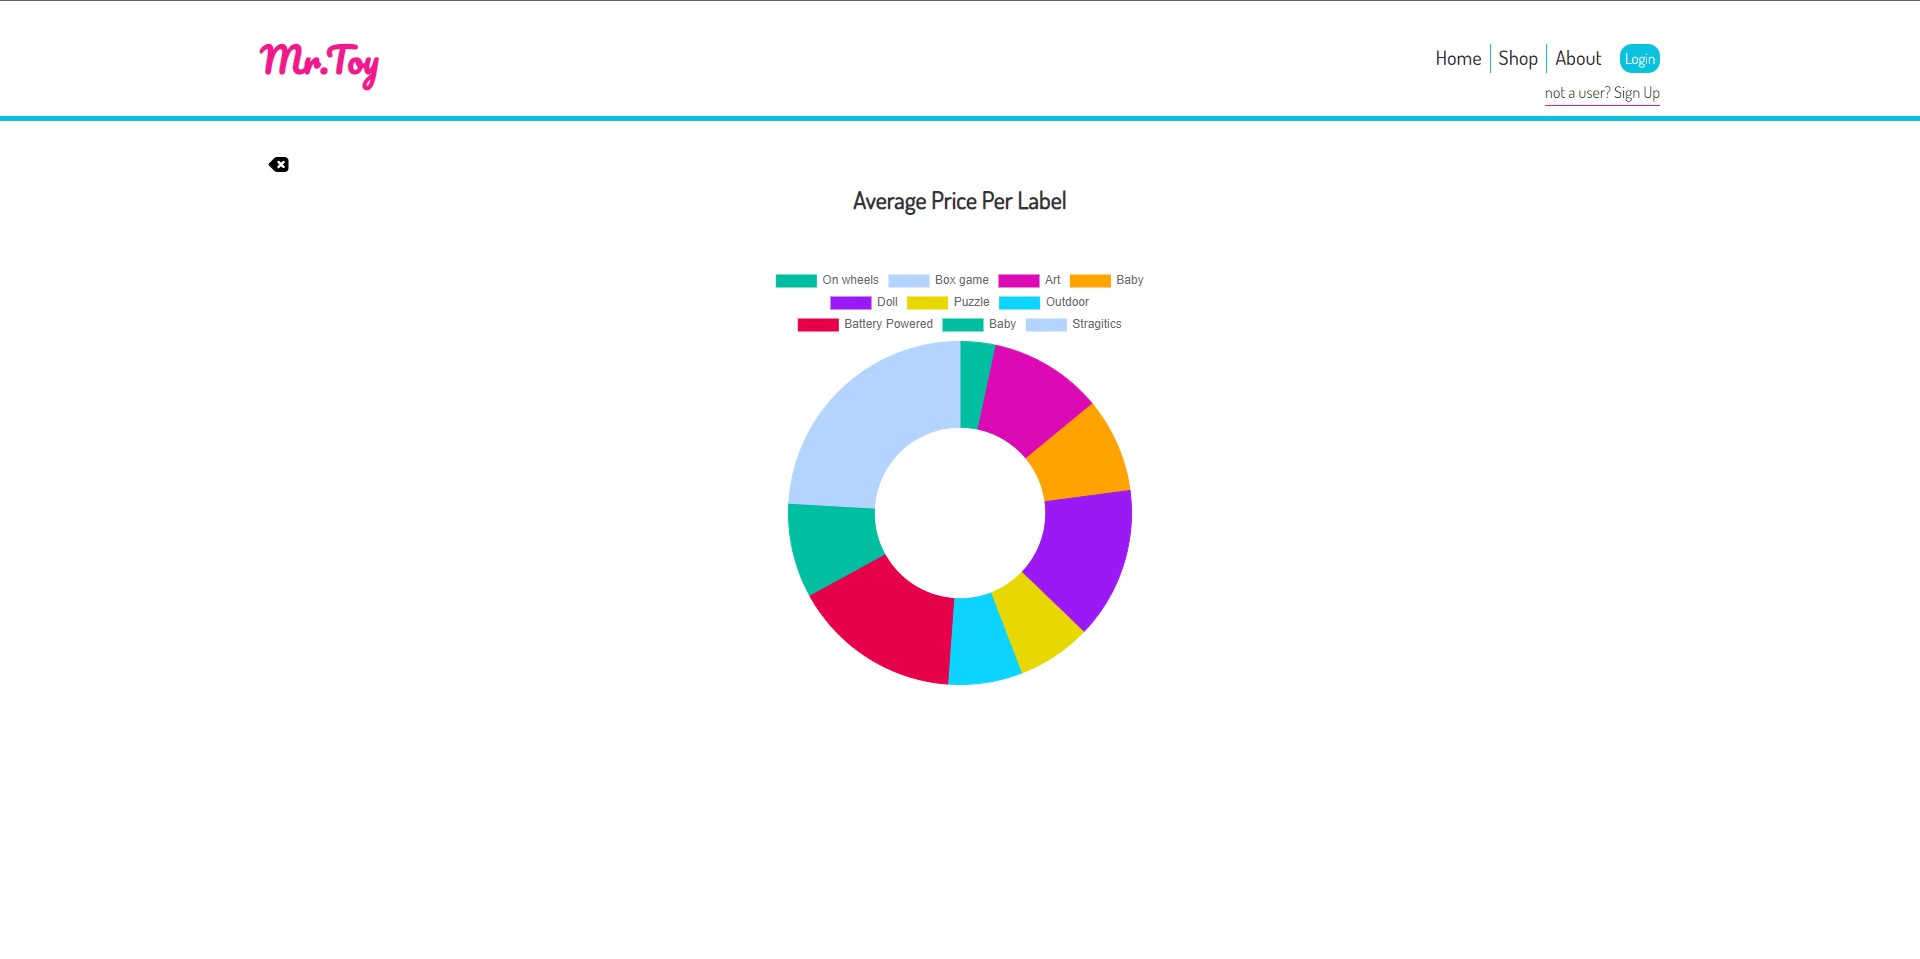 Mr.Toy
Home Shop About Login
not a user? Sign Up
Average Price Per Label
On wheels Box game Art Baby
Doll Puzzle Outdoor
Battery Powered Baby Stragitics